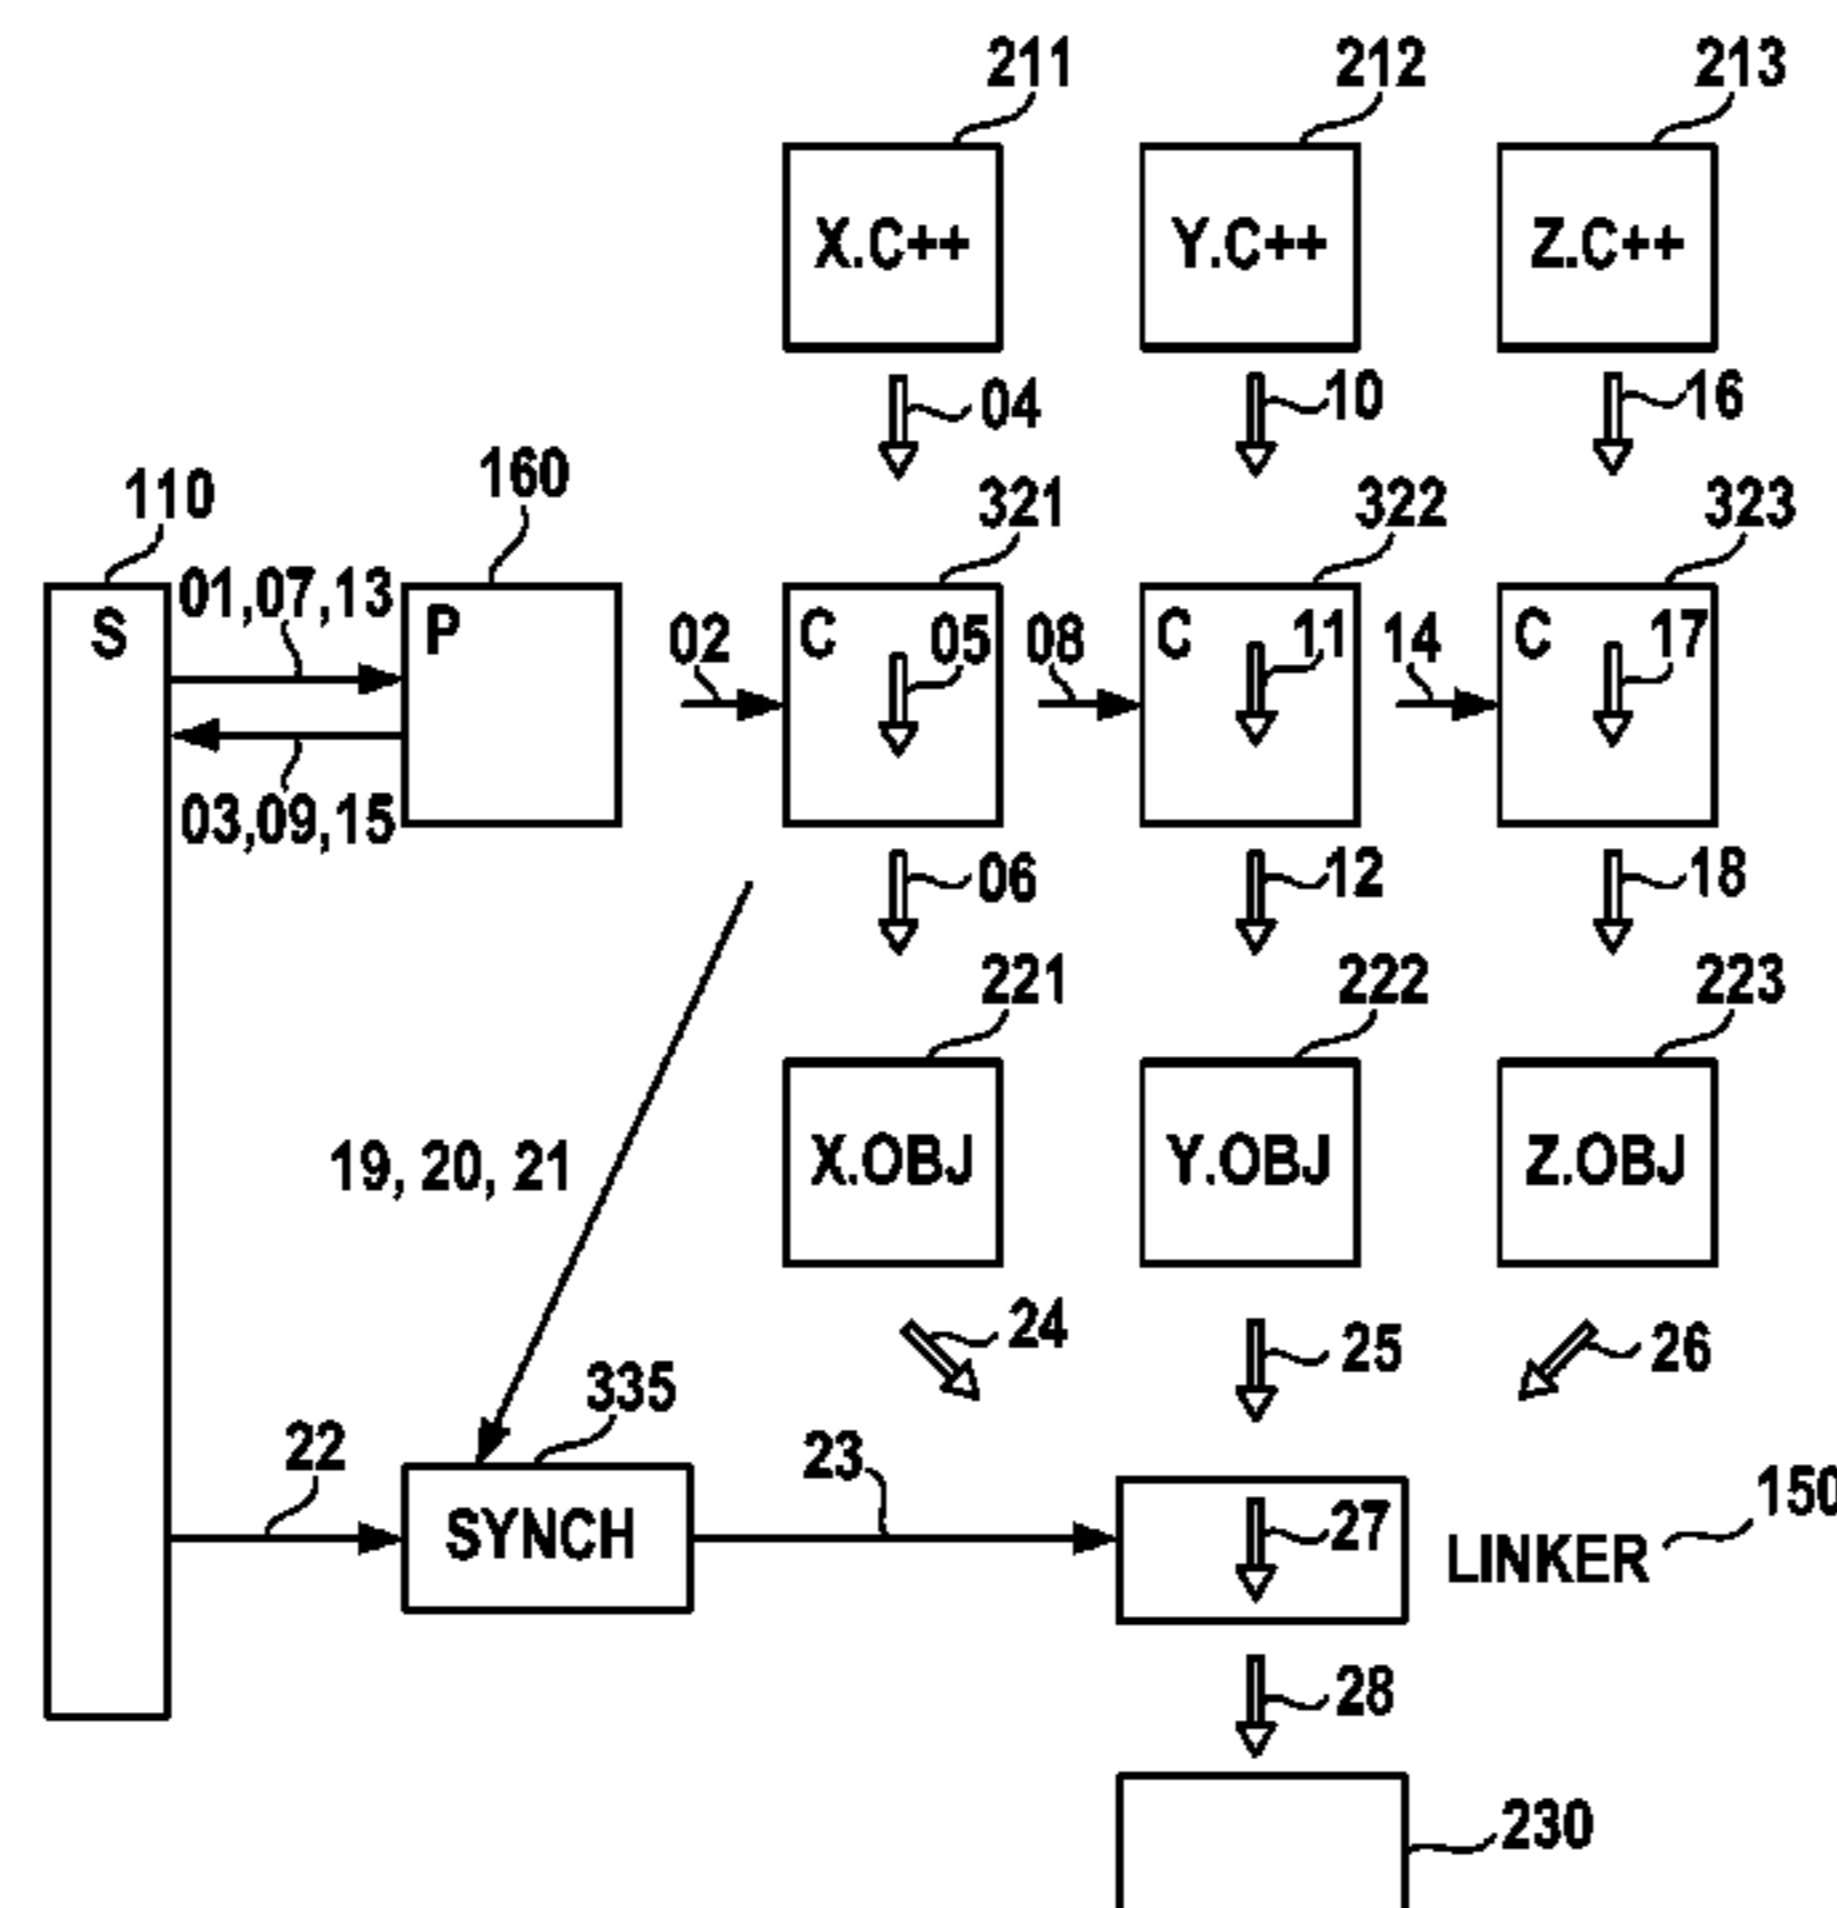 211 212 213
X.C++ Y.C++ Z.C++
04 10 16
110 160 321 322 323
01,07,13
S P 02 C 05 08 C 11 14 C 17
03,09,15
06 12 18
221 222 223
19, 20, 21 X.OBJ Y.OBJ Z.OBJ
24 25 26
335
22 23 150
SYNCH 27 LINKER
28
230